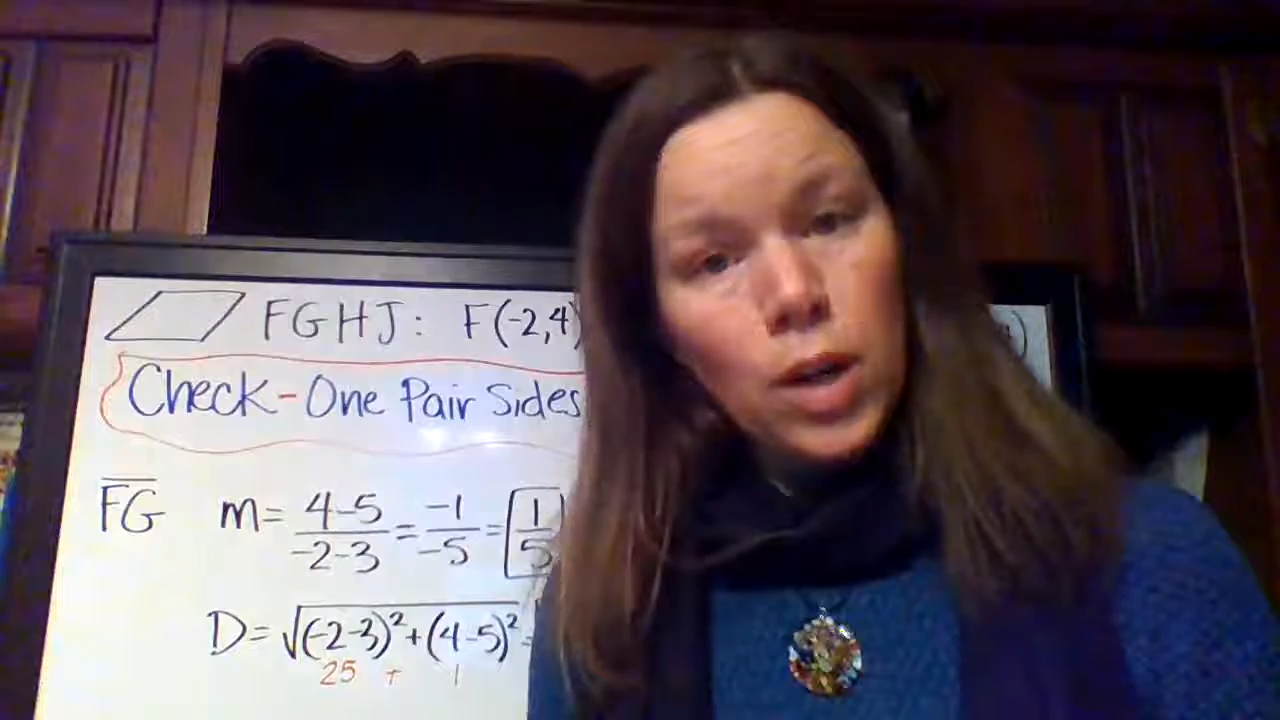 FGHJ: F(-2,4)
Check-One Pair Sides
FG m= 4-5/-2-3 = -1/-5 = 1/5
D= √(-2-3)²+(4-5)² =
25 + 1